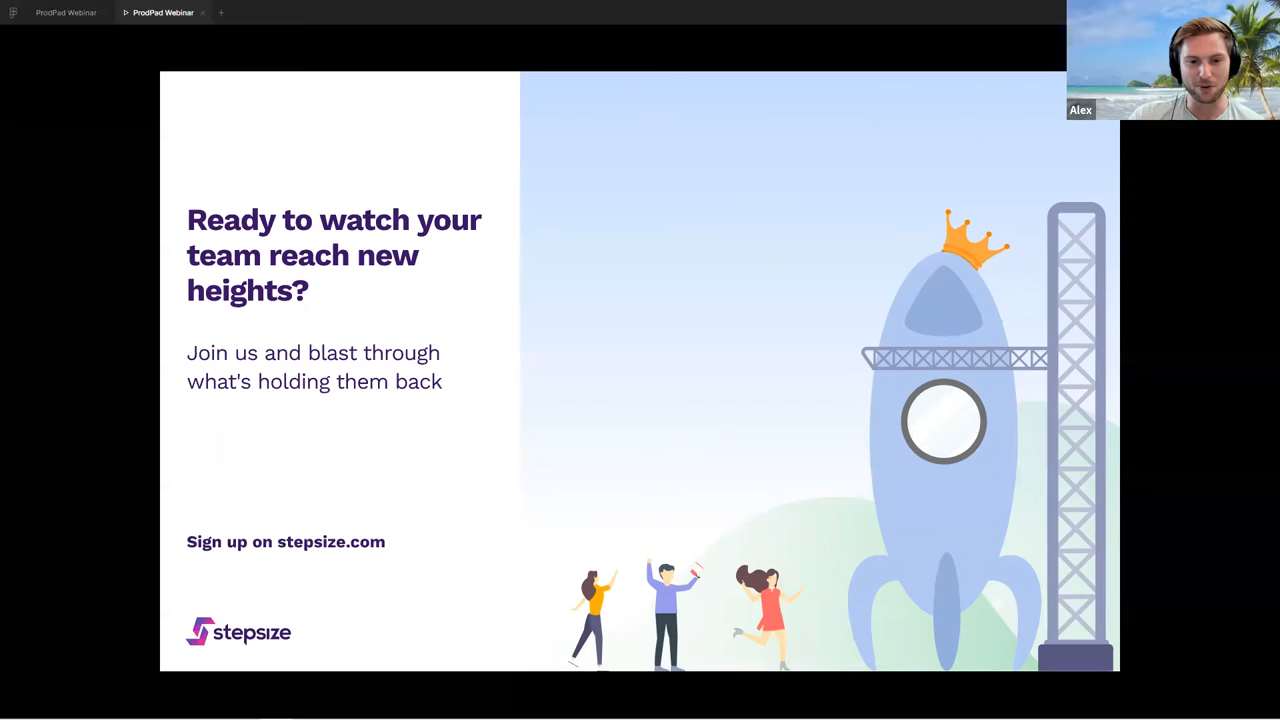 ProdPad Webinar
ProdPad Webinar
Alex
Ready to watch your
team reach new
heights?
Join us and blast through
what's holding them back
Sign up on stepsize.com
stepsize